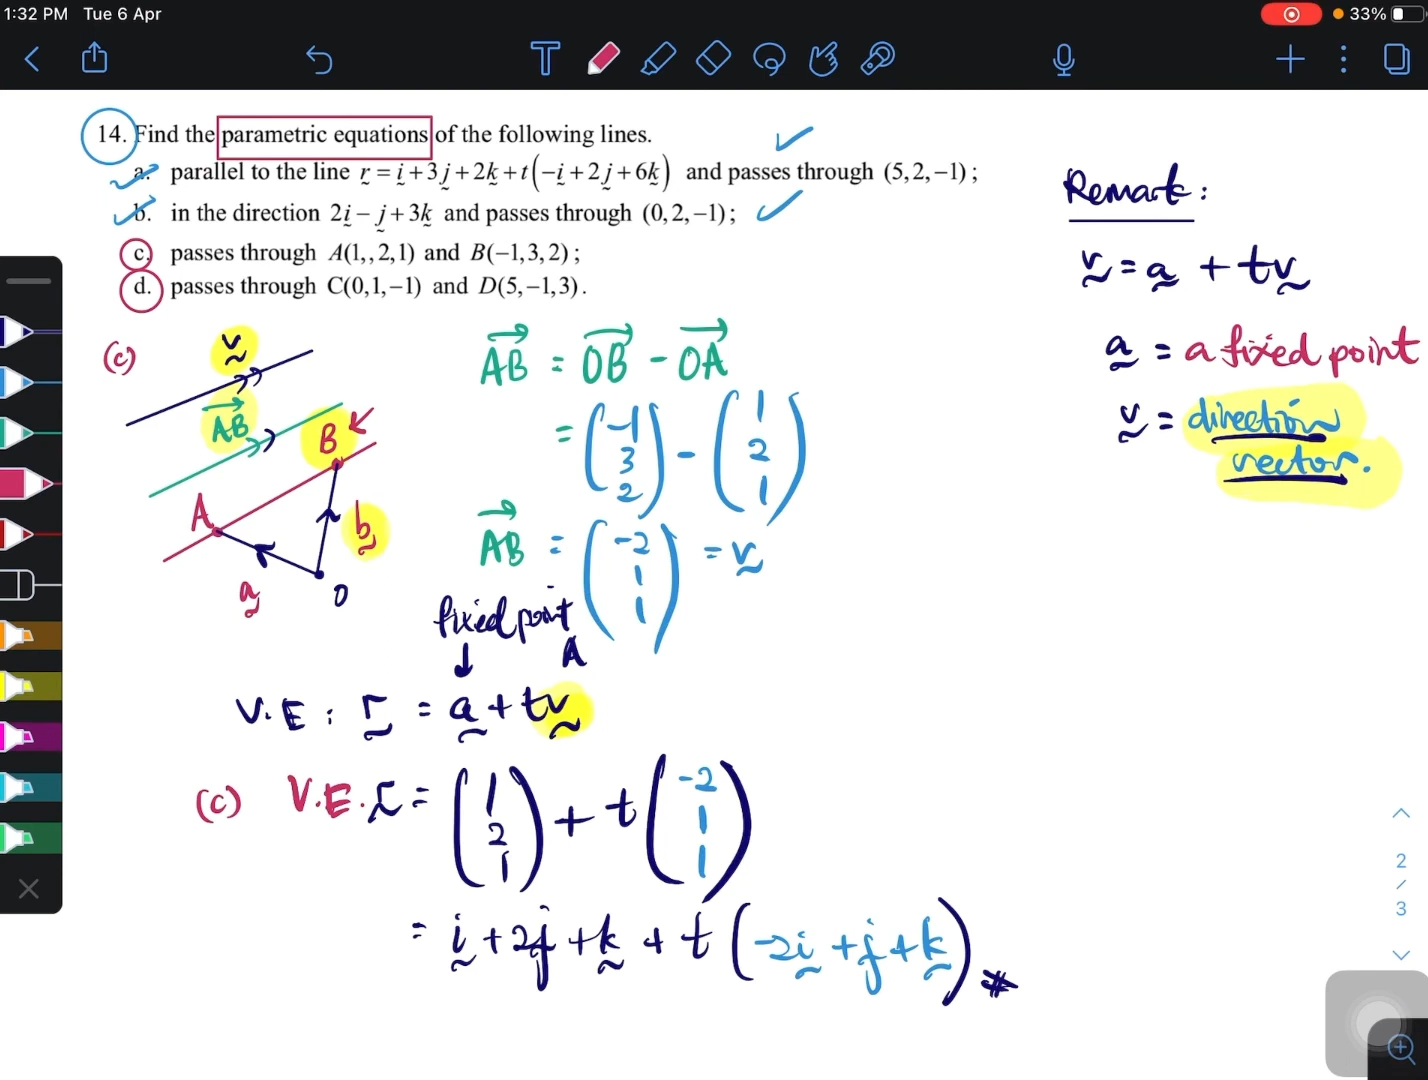 1:32 PM Tue 6 Apr
33%
14. Find the parametric equations of the following lines.
a. parallel to the line r = i + 3j + 2k + t(-i + 2j + 6k) and passes through (5, 2, -1);
b. in the direction 2i - j + 3k and passes through (0, 2, -1);
c. passes through A(1,,2,1) and B(-1,3,2);
d. passes through C(0,1,-1) and D(5,-1,3).
Remark:
r = a + tv
a = a fixed point
v = direction
vector.
(c)
v
AB
B
A
b
a
O
AB = OB - OA
= (-1 3 2) - (1 2 1)
AB = (-2 1 1) = v
fixed point
A
V.E : r = a + tv
(c) V.E. r = (1 2 1) + t (-2 1 1)
= i + 2j + k + t (-2i + j + k) #
2
/
3